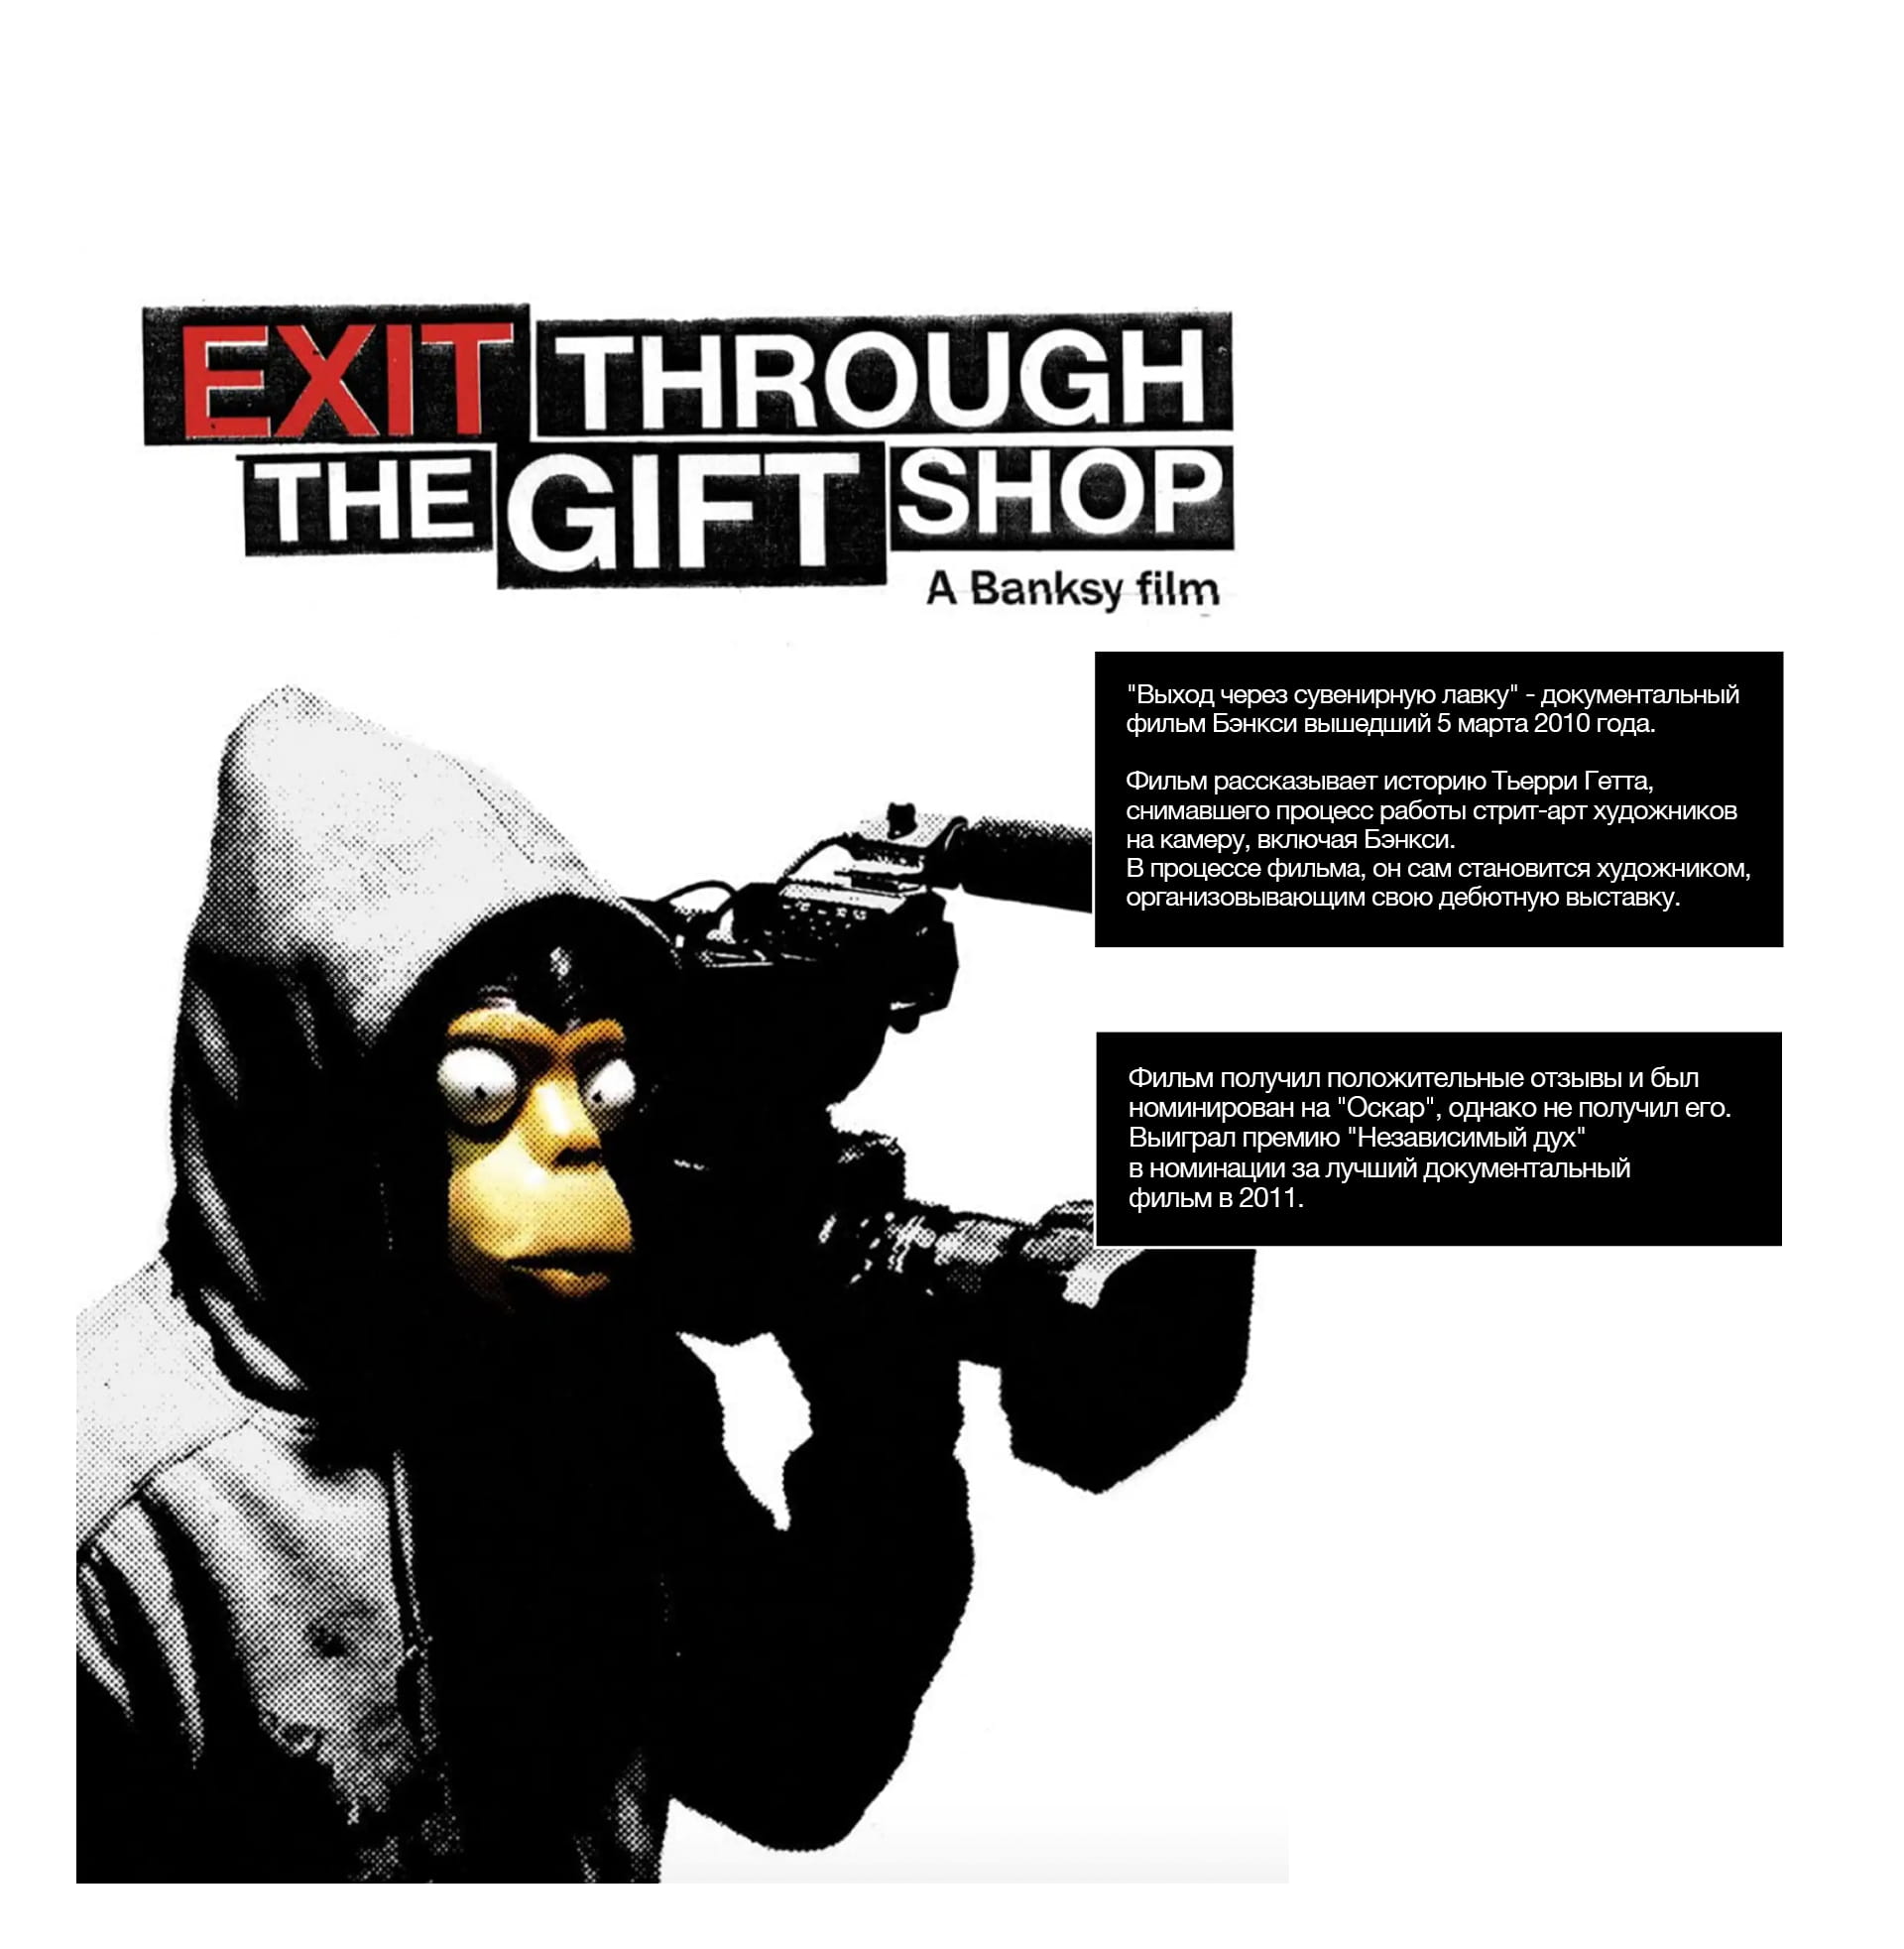 EXIT THROUGH
THE GIFT SHOP
A Banksy film
"Выход через сувенирную лавку" - документальный
фильм Бэнкси вышедший 5 марта 2010 года.
Фильм рассказывает историю Тьерри Гетта,
снимавшего процесс работы стрит-арт художников
на камеру, включая Бэнкси.
В процессе фильма, он сам становится художником,
организовывающим свою дебютную выставку.
Фильм получил положительные отзывы и был
номинирован на "Оскар", однако не получил его.
Выиграл премию "Независимый дух"
в номинации за лучший документальный
фильм в 2011.